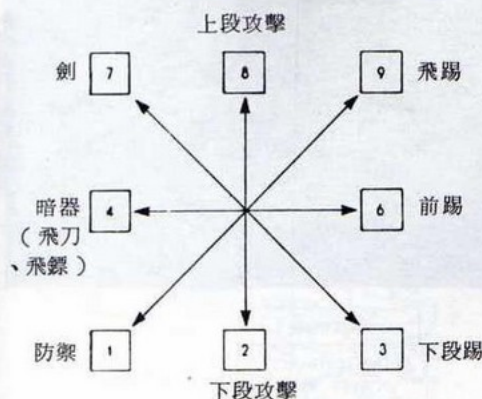 上段攻擊
劍 7 8 9 飛踢
暗器 4 6 前踢
(飛刀
、飛鏢)
防禦 1 2 3 下段踢
下段攻擊